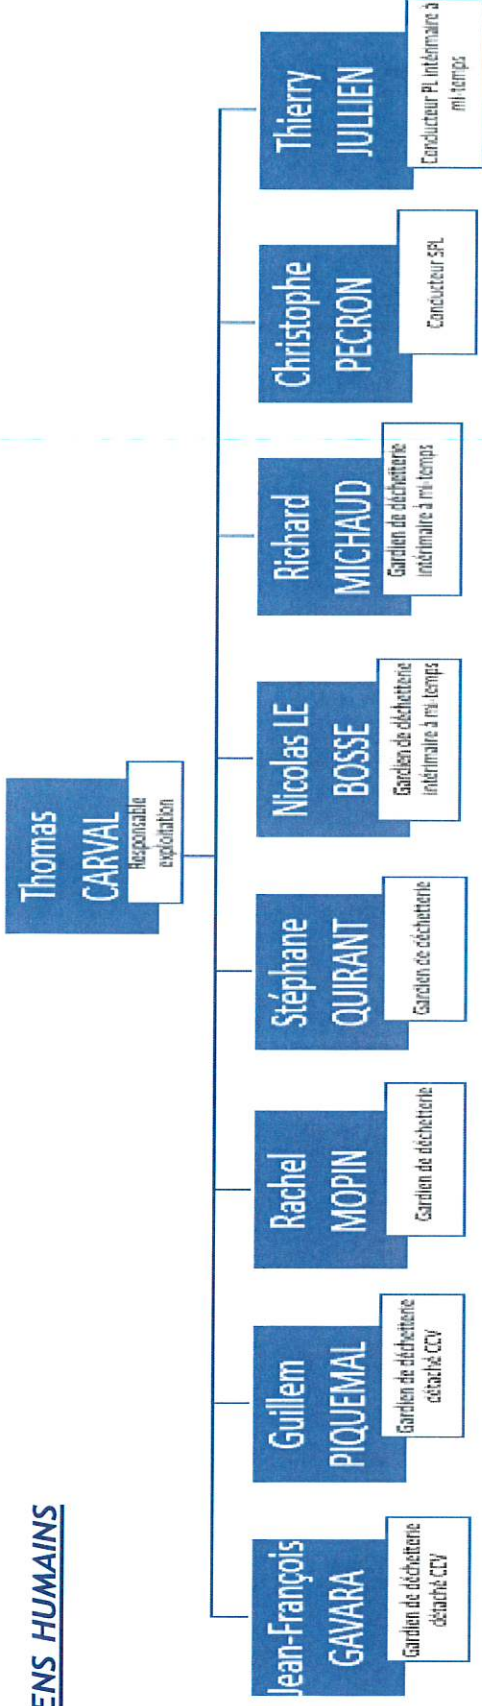 ENS HUMAINS
Thomas
CARVAL
Responsable
exploitation
Jean-François
GAVARA
Gardien de déchetterie
détaché CCV
Guillem
PIQUEMAL
Gardien de déchetterie
détaché CCV
Rachel
MOPIN
Gardien de déchetterie
Stéphane
QUIRANT
Gardien de déchetterie
Nicolas LE
BOSSE
Gardien de déchetterie
intérimaire à mi-temps
Richard
MICHAUD
Gardien de déchetterie
intérimaire à mi-temps
Christophe
PECRON
Conducteur SPL
Thierry
JULLIEN
Conducteur PL intérimaire à
mi-temps